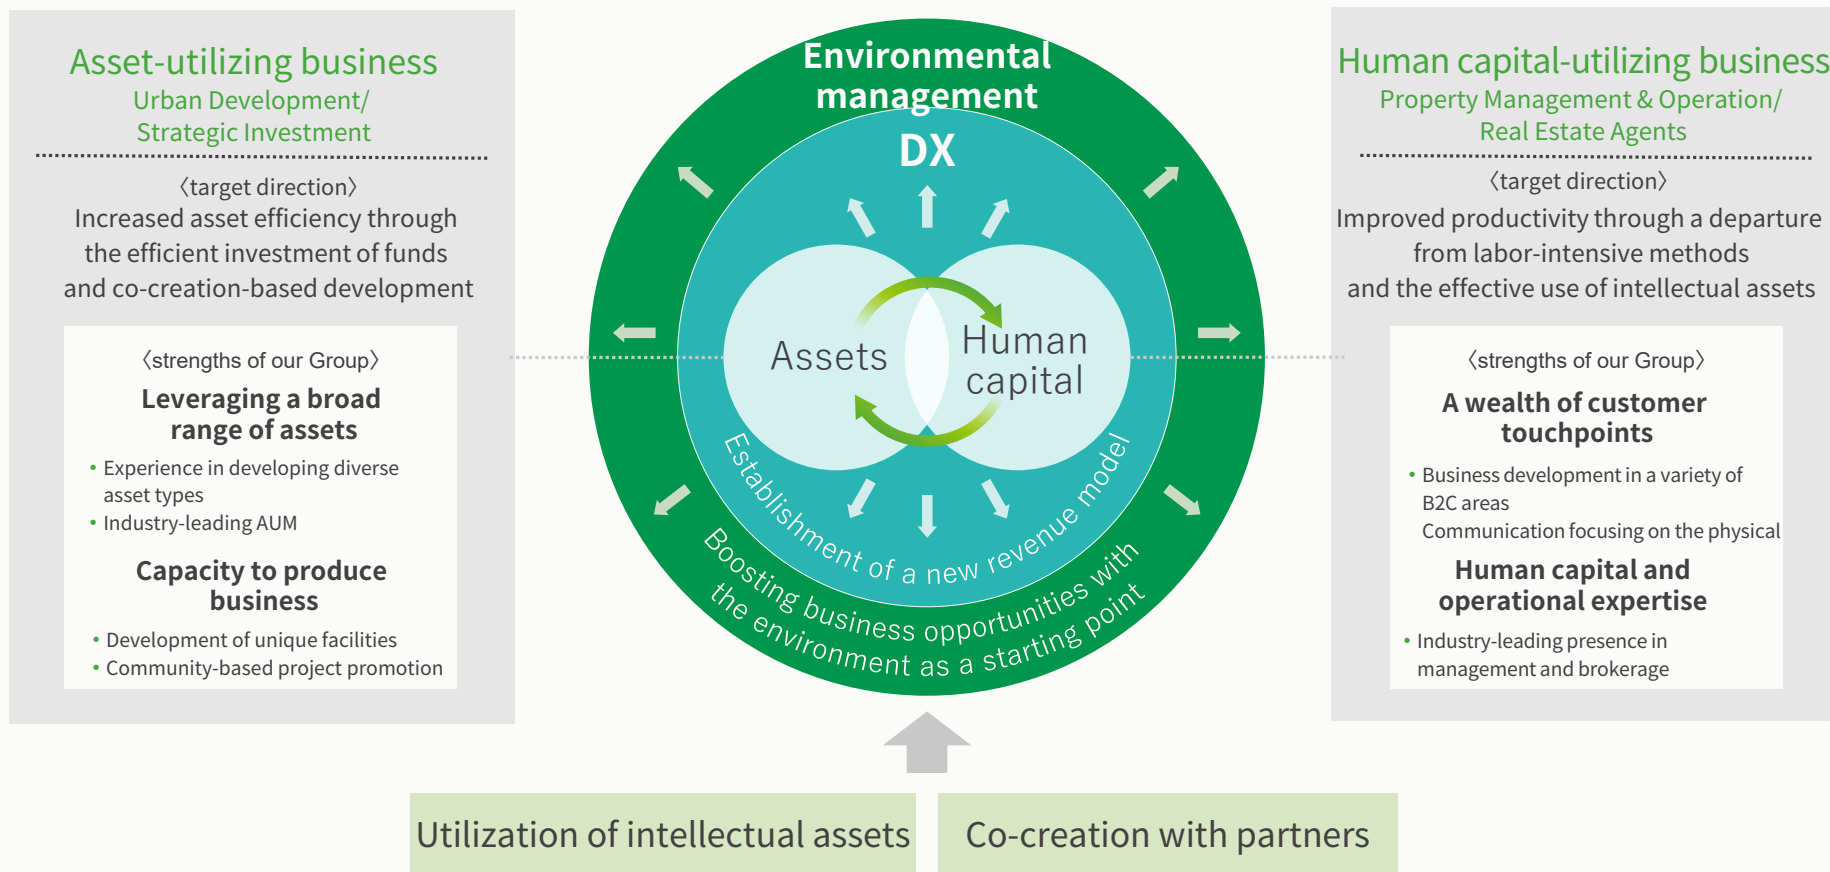 Asset-utilizing business
Urban Development/
Strategic Investment
〈target direction〉
Increased asset efficiency through
the efficient investment of funds
and co-creation-based development
〈strengths of our Group〉
Leveraging a broad
range of assets
• Experience in developing diverse
asset types
• Industry-leading AUM
Capacity to produce
business
• Development of unique facilities
• Community-based project promotion
Environmental
management
DX
Assets
Human
capital
Establishment of a new revenue model
Boosting business opportunities with
the environment as a starting point
Human capital-utilizing business
Property Management & Operation/
Real Estate Agents
〈target direction〉
Improved productivity through a departure
from labor-intensive methods
and the effective use of intellectual assets
〈strengths of our Group〉
A wealth of customer
touchpoints
• Business development in a variety of
B2C areas
Communication focusing on the physical
Human capital and
operational expertise
• Industry-leading presence in
management and brokerage
Utilization of intellectual assets
Co-creation with partners